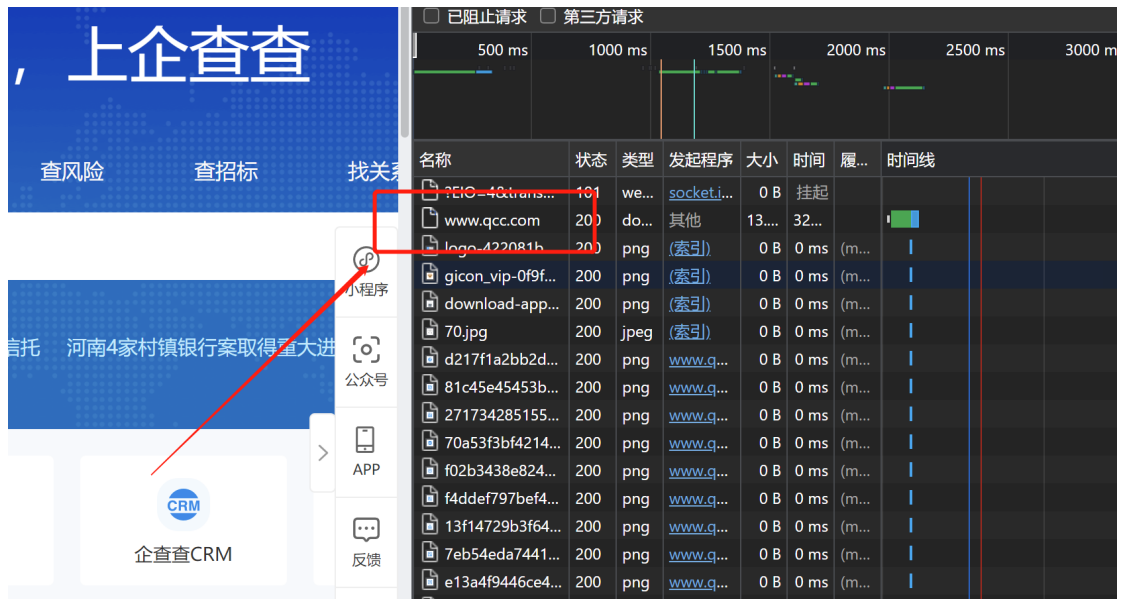 ，上企查查
查风险
查招标
找关系
小程序
信托
河南4家村镇银行案取得重大进
公众号
APP
反馈
CRM
企查查CRM
已阻止请求
第三方请求
500 ms 1000 ms 1500 ms 2000 ms 2500 ms 3000 m
名称 状态 类型 发起程序 大小 时间 履... 时间线
?EIO=4&trans... 101 we... socket.i... 0 B 挂起
www.qcc.com 200 do... 其他 13.... 32...
logo-422081b... 200 png (索引) 0 B 0 ms (m...
gicon_vip-0f9f... 200 png (索引) 0 B 0 ms (m...
download-app... 200 png (索引) 0 B 0 ms (m...
70.jpg 200 jpeg (索引) 0 B 0 ms (m...
d217f1a2bb2d... 200 png www.q... 0 B 0 ms (m...
81c45e45453b... 200 png www.q... 0 B 0 ms (m...
271734285155... 200 png www.q... 0 B 0 ms (m...
70a53f3bf4214... 200 png www.q... 0 B 0 ms (m...
f02b3438e824... 200 png www.q... 0 B 0 ms (m...
f4ddef797bef4... 200 png www.q... 0 B 0 ms (m...
13f14729b3f64... 200 png www.q... 0 B 0 ms (m...
7eb54eda7441... 200 png www.q... 0 B 0 ms (m...
e13a4f9446ce4... 200 png www.q... 0 B 0 ms (m...